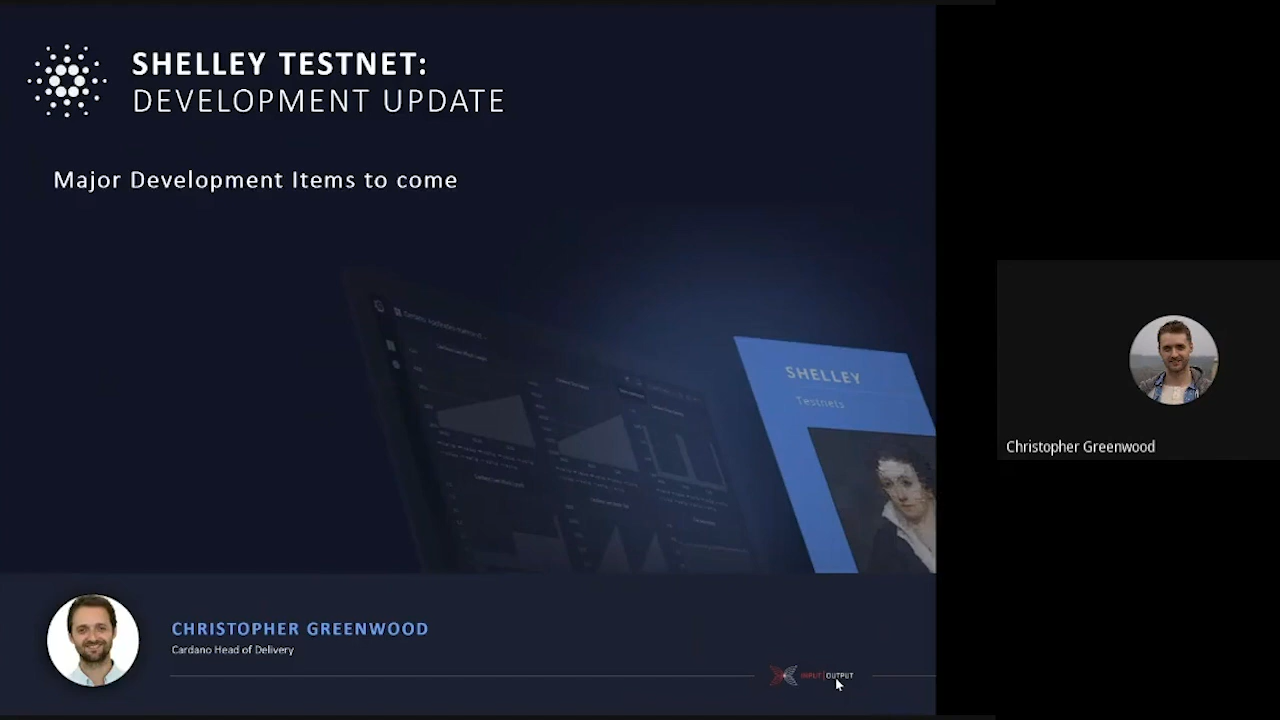 SHELLEY TESTNET:
DEVELOPMENT UPDATE
Major Development Items to come
SHELLEY
Testnets
Christopher Greenwood
CHRISTOPHER GREENWOOD
Cardano Head of Delivery
INPUT|OUTPUT